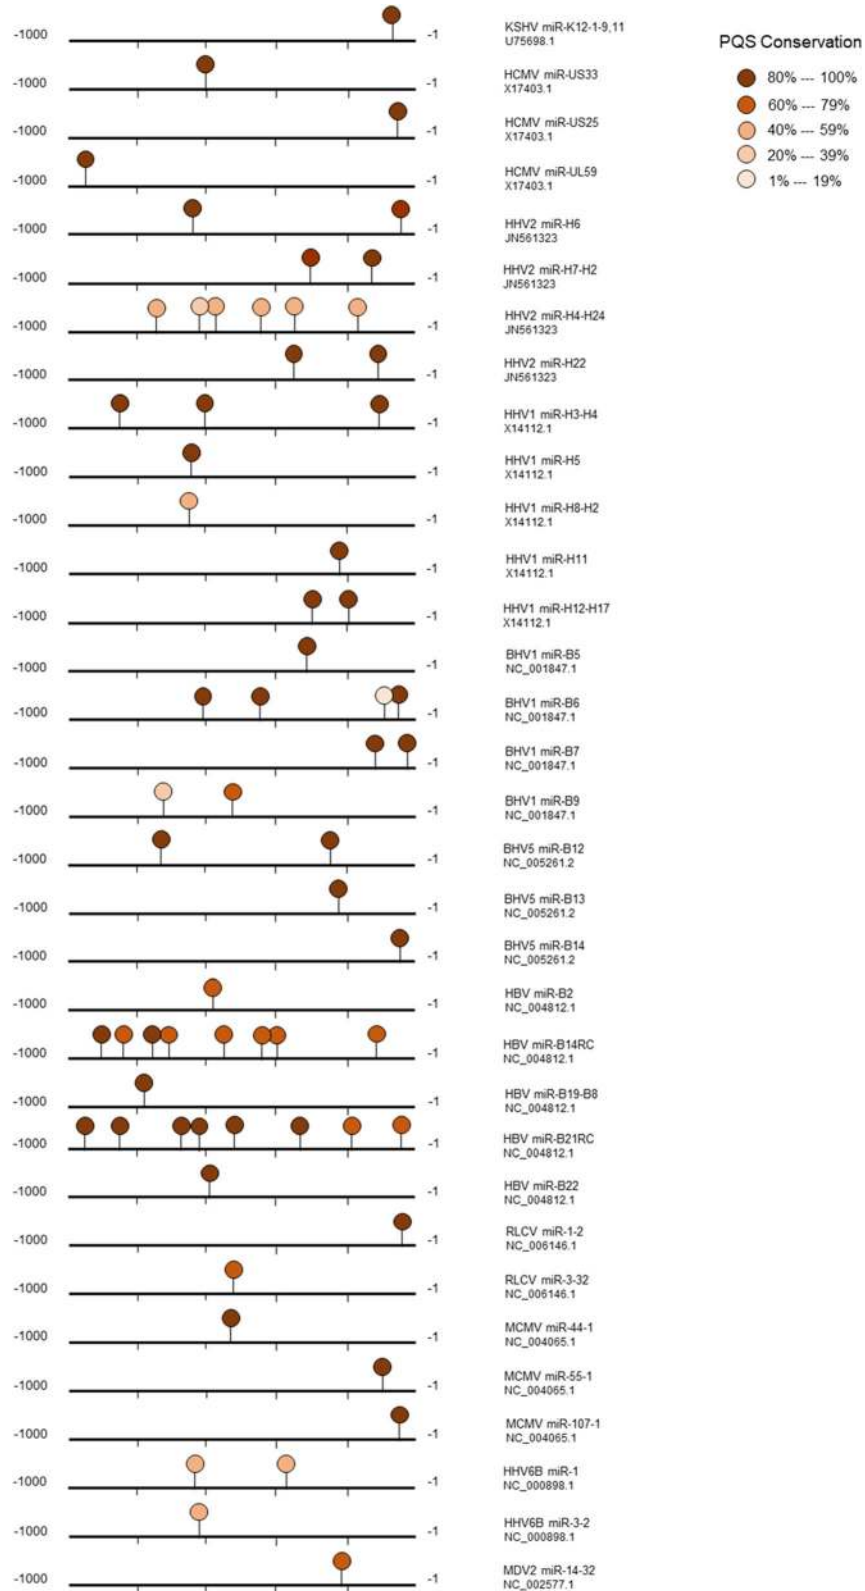 -1000 -1 KSHV miR-K12-1-9,11
U75698.1
PQS Conservation
80% --- 100%
60% --- 79%
40% --- 59%
20% --- 39%
1% --- 19%
-1000 -1 HCMV miR-US33
X17403.1
-1000 -1 HCMV miR-US25
X17403.1
-1000 -1 HCMV miR-UL59
X17403.1
-1000 -1 HHV2 miR-H6
JN561323
-1000 -1 HHV2 miR-H7-H2
JN561323
-1000 -1 HHV2 miR-H4-H24
JN561323
-1000 -1 HHV2 miR-H22
JN561323
-1000 -1 HHV1 miR-H3-H4
X14112.1
-1000 -1 HHV1 miR-H5
X14112.1
-1000 -1 HHV1 miR-H8-H2
X14112.1
-1000 -1 HHV1 miR-H11
X14112.1
-1000 -1 HHV1 miR-H12-H17
X14112.1
-1000 -1 BHV1 miR-B5
NC_001847.1
-1000 -1 BHV1 miR-B6
NC_001847.1
-1000 -1 BHV1 miR-B7
NC_001847.1
-1000 -1 BHV1 miR-B9
NC_001847.1
-1000 -1 BHV5 miR-B12
NC_005261.2
-1000 -1 BHV5 miR-B13
NC_005261.2
-1000 -1 BHV5 miR-B14
NC_005261.2
-1000 -1 HBV miR-B2
NC_004812.1
-1000 -1 HBV miR-B14RC
NC_004812.1
-1000 -1 HBV miR-B19-B8
NC_004812.1
-1000 -1 HBV miR-B21RC
NC_004812.1
-1000 -1 HBV miR-B22
NC_004812.1
-1000 -1 RLCV miR-1-2
NC_006146.1
-1000 -1 RLCV miR-3-32
NC_006146.1
-1000 -1 MCMV miR-44-1
NC_004065.1
-1000 -1 MCMV miR-55-1
NC_004065.1
-1000 -1 MCMV miR-107-1
NC_004065.1
-1000 -1 HHV6B miR-1
NC_000898.1
-1000 -1 HHV6B miR-3-2
NC_000898.1
-1000 -1 MDV2 miR-14-32
NC_002577.1